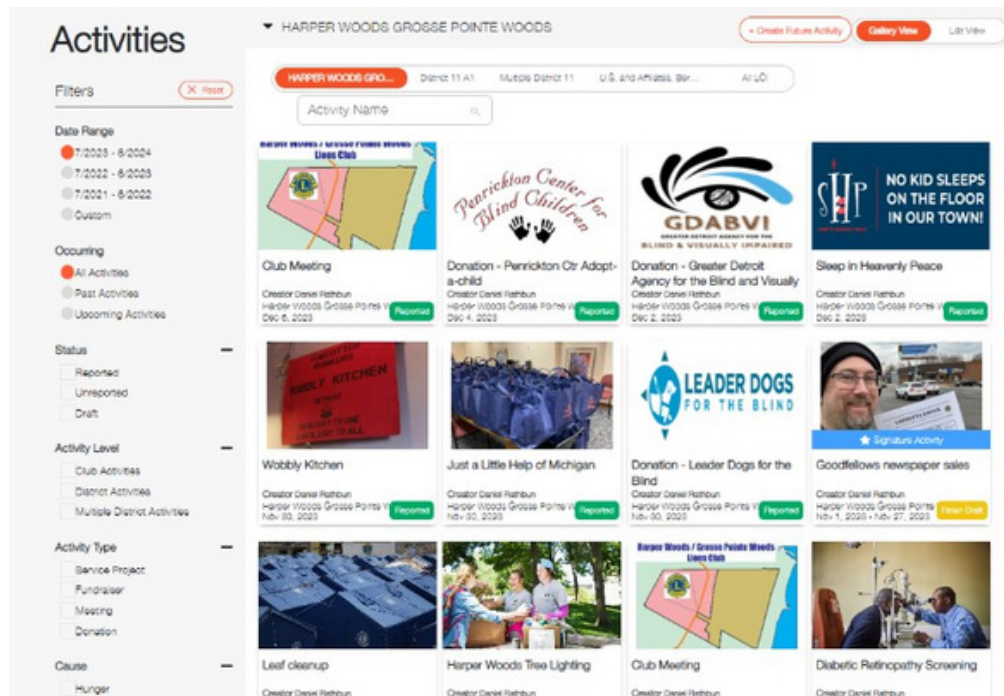 Activities
HARPER WOODS GROSSE POINTE WOODS
+ Create Future Activity
Gallery View
List View
Filters
Reset
HARPER WOODS GRO...
District 11 A1
Multiple District 11
U.S. and Affiliates, Ber...
All LCI
Activity Name
Date Range
7/2023 - 6/2024
7/2022 - 6/2023
7/2021 - 6/2022
Custom
Occurring
All Activities
Past Activities
Upcoming Activities
Status
Reported
Unreported
Draft
Activity Level
Club Activities
District Activities
Multiple District Activities
Activity Type
Service Project
Fundraiser
Meeting
Donation
Cause
Hunger
Harper Woods / Grosse Pointe Woods
Lions Club
Club Meeting
Creator Daniel Rathbun
Harper Woods Grosse Pointe W
Dec 6, 2023
Reported
Penrickton Center for
Blind Children
Donation - Penrickton Ctr Adopt-
a-child
Creator Daniel Rathbun
Harper Woods Grosse Pointe W
Dec 4, 2023
Reported
GDABVI
GREATER DETROIT AGENCY FOR THE
BLIND & VISUALLY IMPAIRED
Donation - Greater Detroit
Agency for the Blind and Visually
Creator Daniel Rathbun
Harper Woods Grosse Pointe W
Dec 2, 2023
Reported
SHP
NO KID SLEEPS
ON THE FLOOR
IN OUR TOWN!
Sleep in Heavenly Peace
Creator Daniel Rathbun
Harper Woods Grosse Pointe W
Dec 2, 2023
Reported
WOBBLY KITCHEN
DETROIT
Wobbly Kitchen
Creator Daniel Rathbun
Harper Woods Grosse Pointe W
Nov 30, 2023
Reported
Just a Little Help of Michigan
Creator Daniel Rathbun
Harper Woods Grosse Pointe W
Nov 30, 2023
Reported
LEADER DOGS
FOR THE BLIND
Donation - Leader Dogs for the
Blind
Creator Daniel Rathbun
Harper Woods Grosse Pointe W
Nov 30, 2023
Reported
Signature Activity
Goodfellows newspaper sales
Creator Daniel Rathbun
Harper Woods Grosse Pointe W
Nov 1, 2023 - Nov 27, 2023
Finish Draft
Leaf cleanup
Creator Daniel Rathbun
Harper Woods Tree Lighting
Creator Daniel Rathbun
Harper Woods / Grosse Pointe Woods
Lions Club
Club Meeting
Creator Daniel Rathbun
Diabetic Retinopathy Screening
Creator Daniel Rathbun